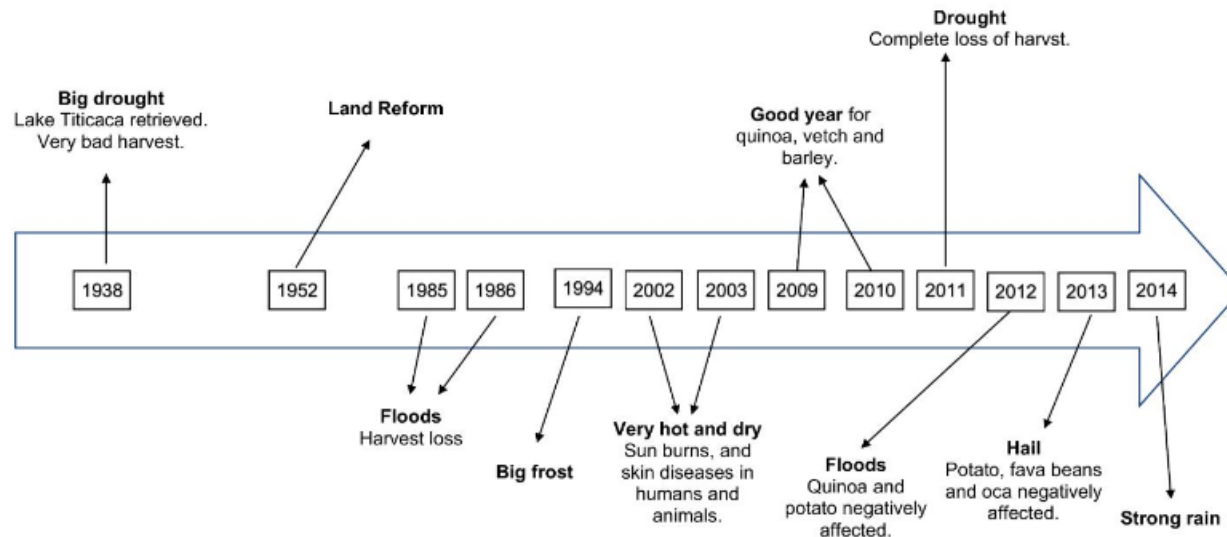 Drought
Complete loss of harvst.
Big drought
Lake Titicaca retrieved.
Very bad harvest.
Land Reform
Good year for
quinoa, vetch and
barley.
1938
1952
1985
1986
1994
2002
2003
2009
2010
2011
2012
2013
2014
Floods
Harvest loss
Big frost
Very hot and dry
Sun burns, and
skin diseases in
humans and
animals.
Floods
Quinoa and
potato negatively
affected.
Hail
Potato, fava beans
and oca negatively
affected.
Strong rain